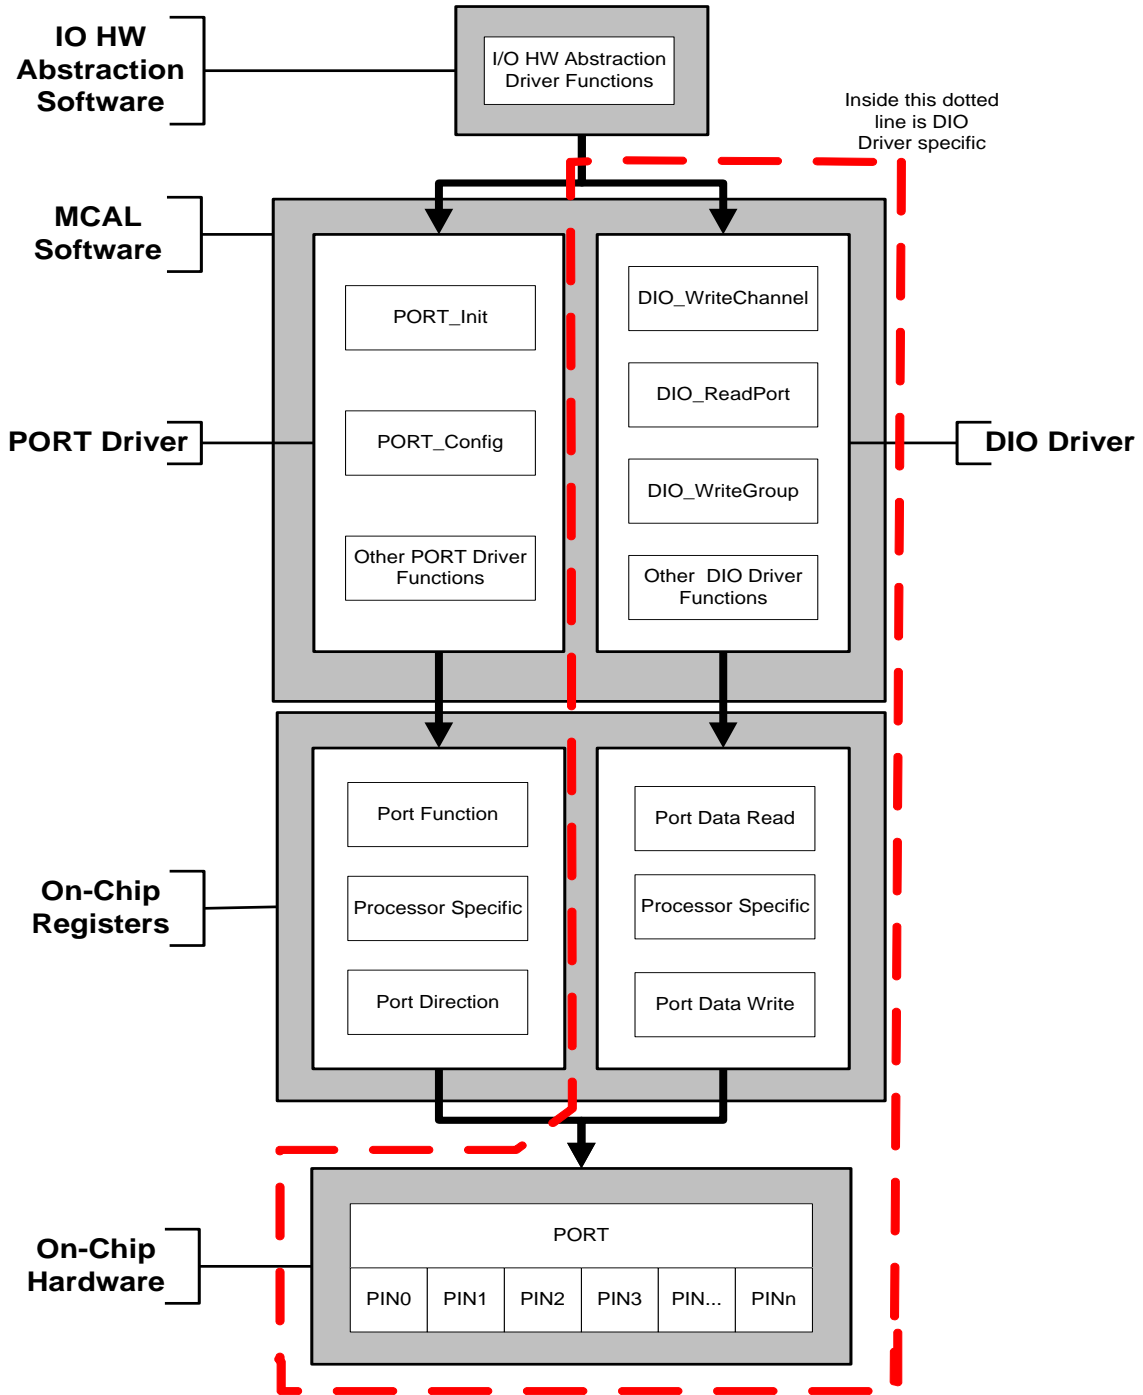 IO HW
Abstraction
Software
I/O HW Abstraction
Driver Functions
Inside this dotted
line is DIO
Driver specific
MCAL
Software
PORT_Init
PORT_Config
Other PORT Driver
Functions
DIO_WriteChannel
DIO_ReadPort
DIO_WriteGroup
Other  DIO Driver
Functions
PORT Driver
DIO Driver
On-Chip
Registers
Port Function
Processor Specific
Port Direction
Port Data Read
Processor Specific
Port Data Write
On-Chip
Hardware
PORT
PIN0 PIN1 PIN2 PIN3 PIN... PINn